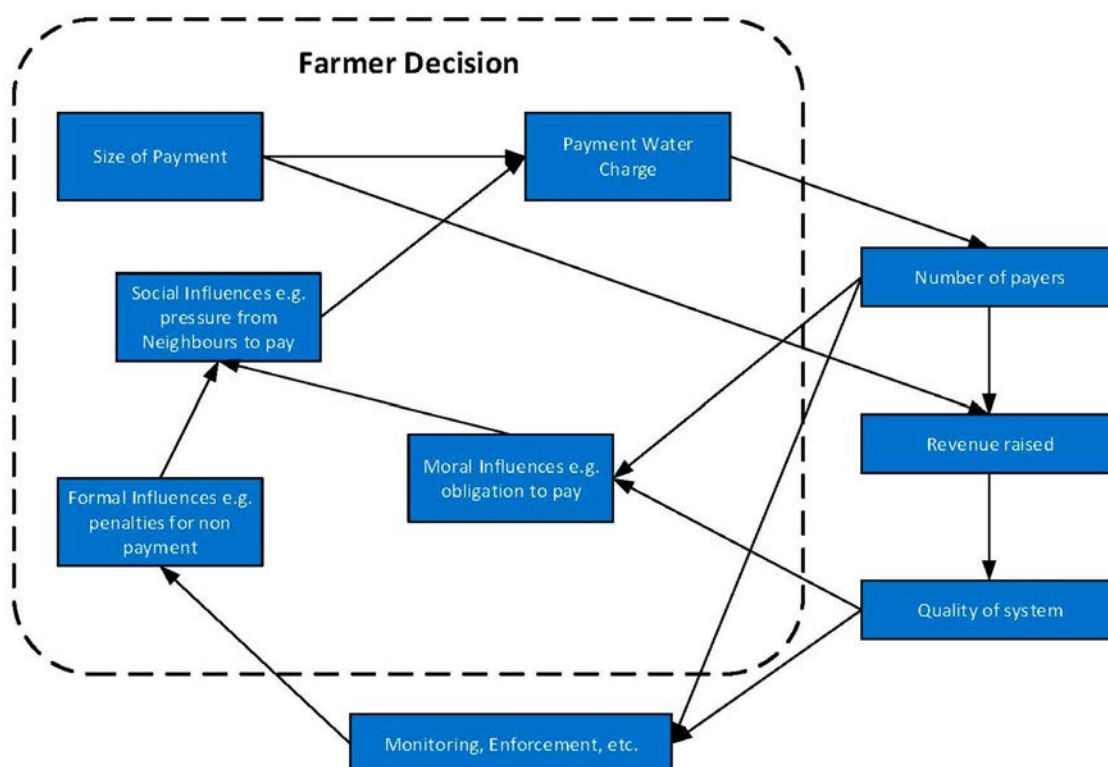 Farmer Decision
Size of Payment
Payment Water
Charge
Number of payers
Social Influences e.g.
pressure from
Neighbours to pay
Revenue raised
Moral Influences e.g.
obligation to pay
Formal Influences e.g.
penalties for non
payment
Quality of system
Monitoring, Enforcement, etc.